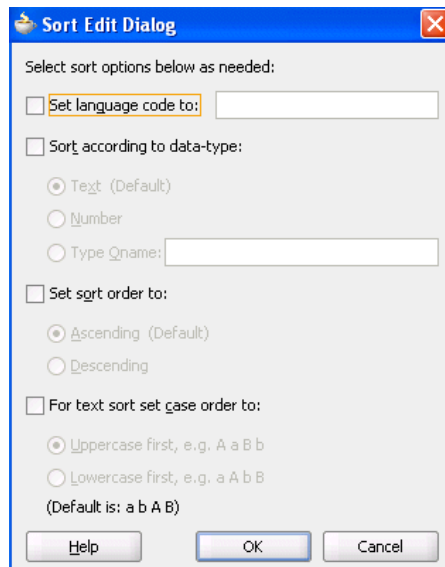 Sort Edit Dialog
Select sort options below as needed:
Set language code to:
Sort according to data-type:
Text (Default)
Number
Type Qname:
Set sort order to:
Ascending (Default)
Descending
For text sort set case order to:
Uppercase first, e.g. A a B b
Lowercase first, e.g. a A b B
(Default is: a b A B)
Help OK Cancel